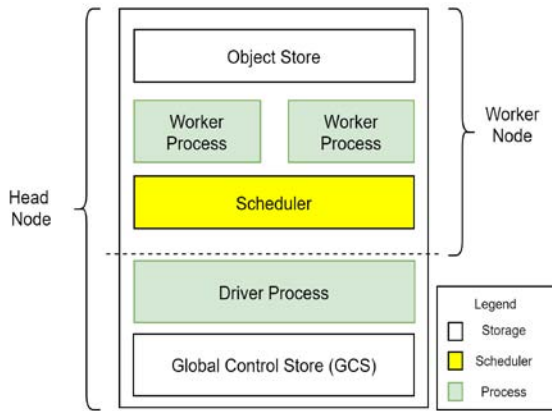 Object Store
Worker
Process
Worker
Process
Worker
Node
Head
Node
Scheduler
Driver Process
Global Control Store (GCS)
Legend
Storage
Scheduler
Process